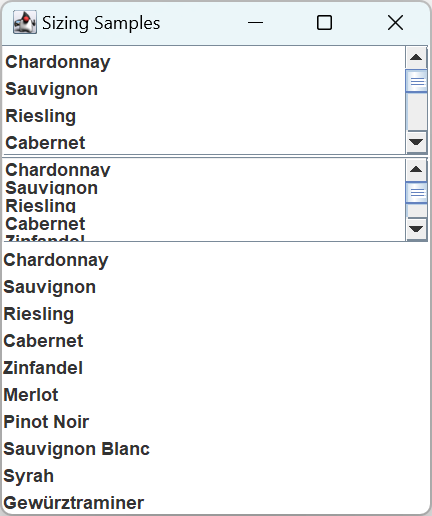 Sizing Samples
Chardonnay
Sauvignon
Riesling
Cabernet
Chardonnay
Sauvignon
Riesling
Cabernet
Zinfandel
Chardonnay
Sauvignon
Riesling
Cabernet
Zinfandel
Merlot
Pinot Noir
Sauvignon Blanc
Syrah
Gewürztraminer